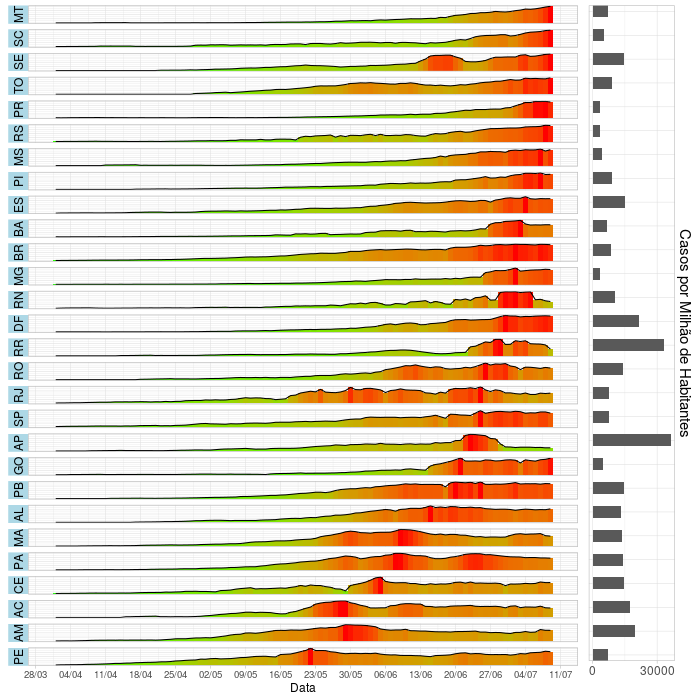 MT
SC
SE
TO
PR
RS
MS
PI
ES
BA
BR
MG
RN
DF
RR
RO
RJ
SP
AP
GO
PB
AL
MA
PA
CE
AC
AM
PE
28/03 04/04 11/04 18/04 25/04 02/05 09/05 16/05 23/05 30/05 06/06 13/06 20/06 27/06 04/07 11/07
Data
0 30000
Casos por Milhão de Habitantes